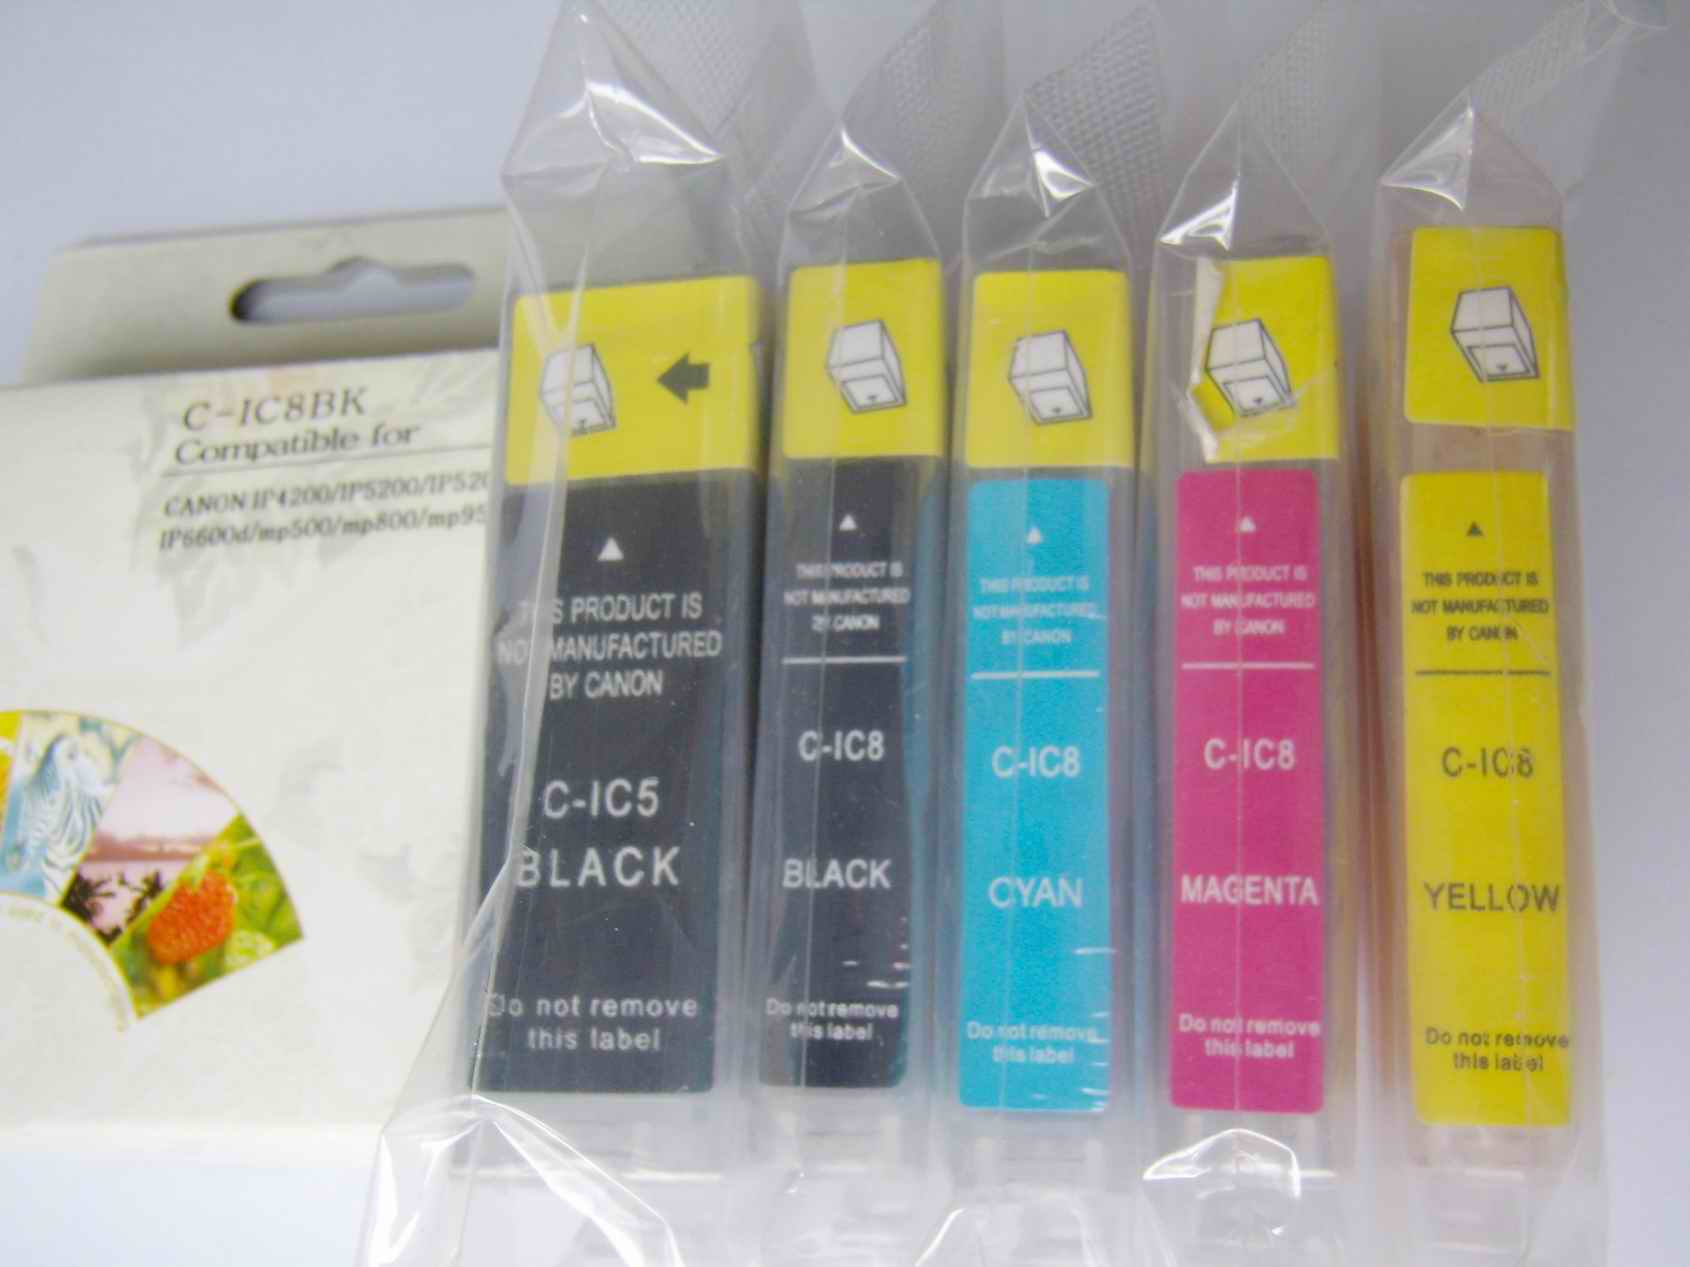 C-IC8BK
Compatible for
CANON IP4200/IP5200/IP520
IP6600d/mp500/mp800/mp95
THIS PRODUCT IS
NOT MANUFACTURED
BY CANON
C-IC5
BLACK
Do not remove
this label
THIS PRODUCT IS
NOT MANUFACTURED
BY CANON
C-IC8
BLACK
Do not remove
this label
THIS PRODUCT IS
NOT MANUFACTURED
BY CANON
C-IC8
CYAN
Do not remove
this label
THIS PRODUCT IS
NOT MANUFACTURED
BY CANON
C-IC8
MAGENTA
Do not remove
this label
THIS PRODUCT IS
NOT MANUFACTURED
BY CANON
C-IC8
YELLOW
Do not remove
this label